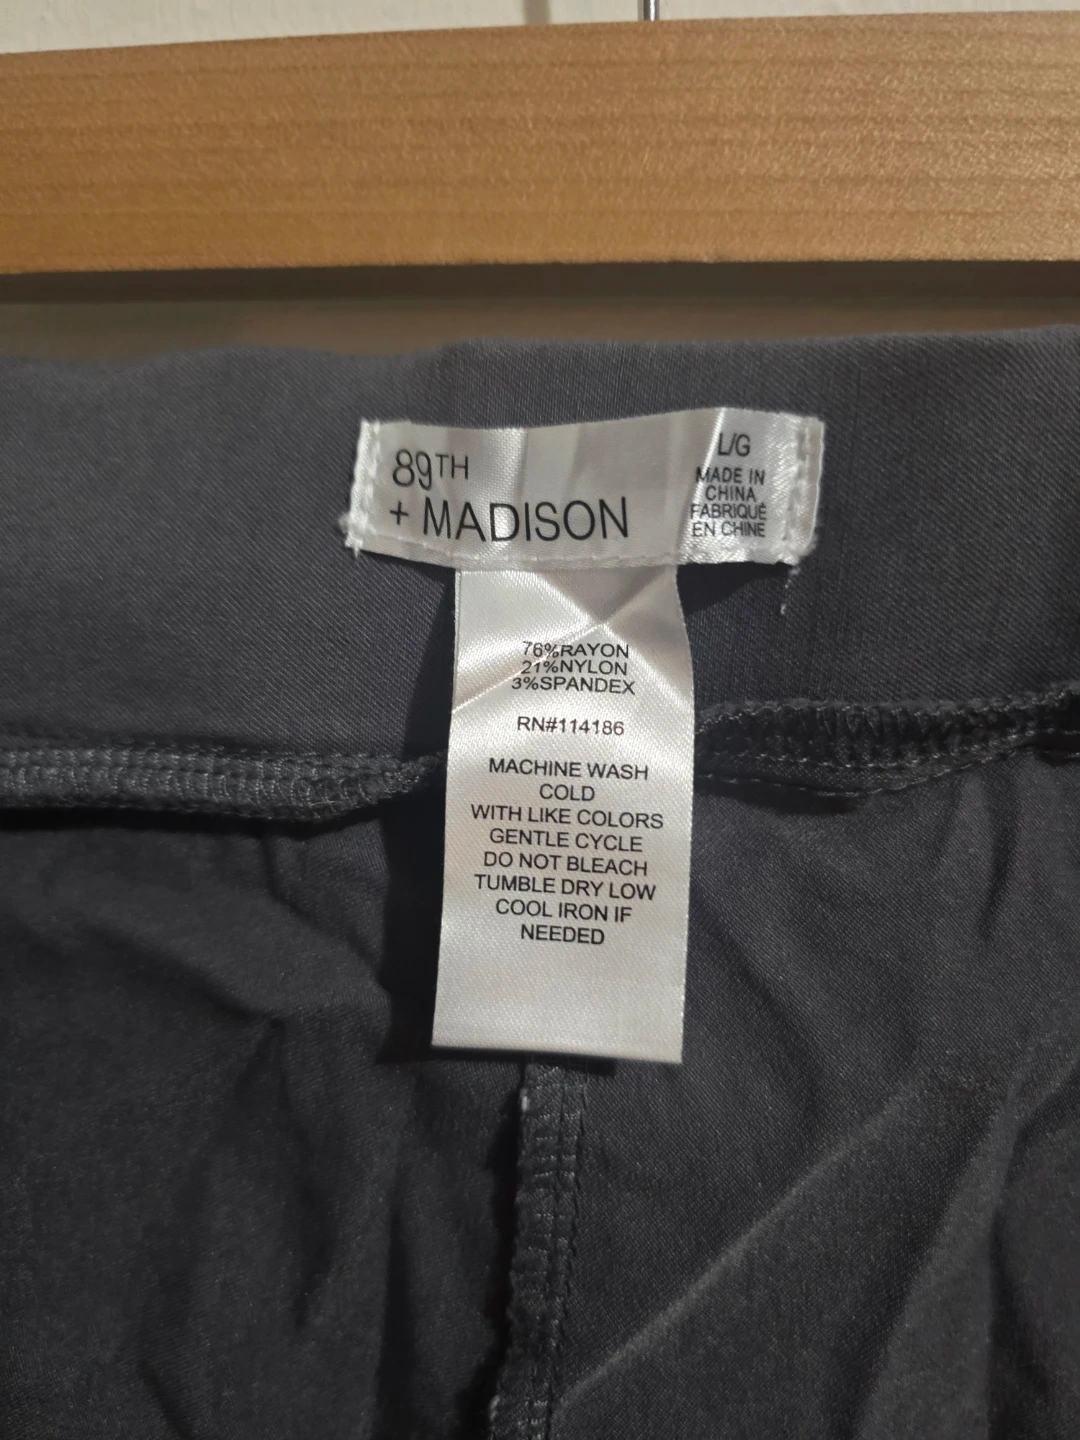 89TH
+ MADISON
L/G
MADE IN
CHINA
FABRIQUÉ
EN CHINE
76%RAYON
21%NYLON
3%SPANDEX
RN#114186
MACHINE WASH
COLD
WITH LIKE COLORS
GENTLE CYCLE
DO NOT BLEACH
TUMBLE DRY LOW
COOL IRON IF
NEEDED